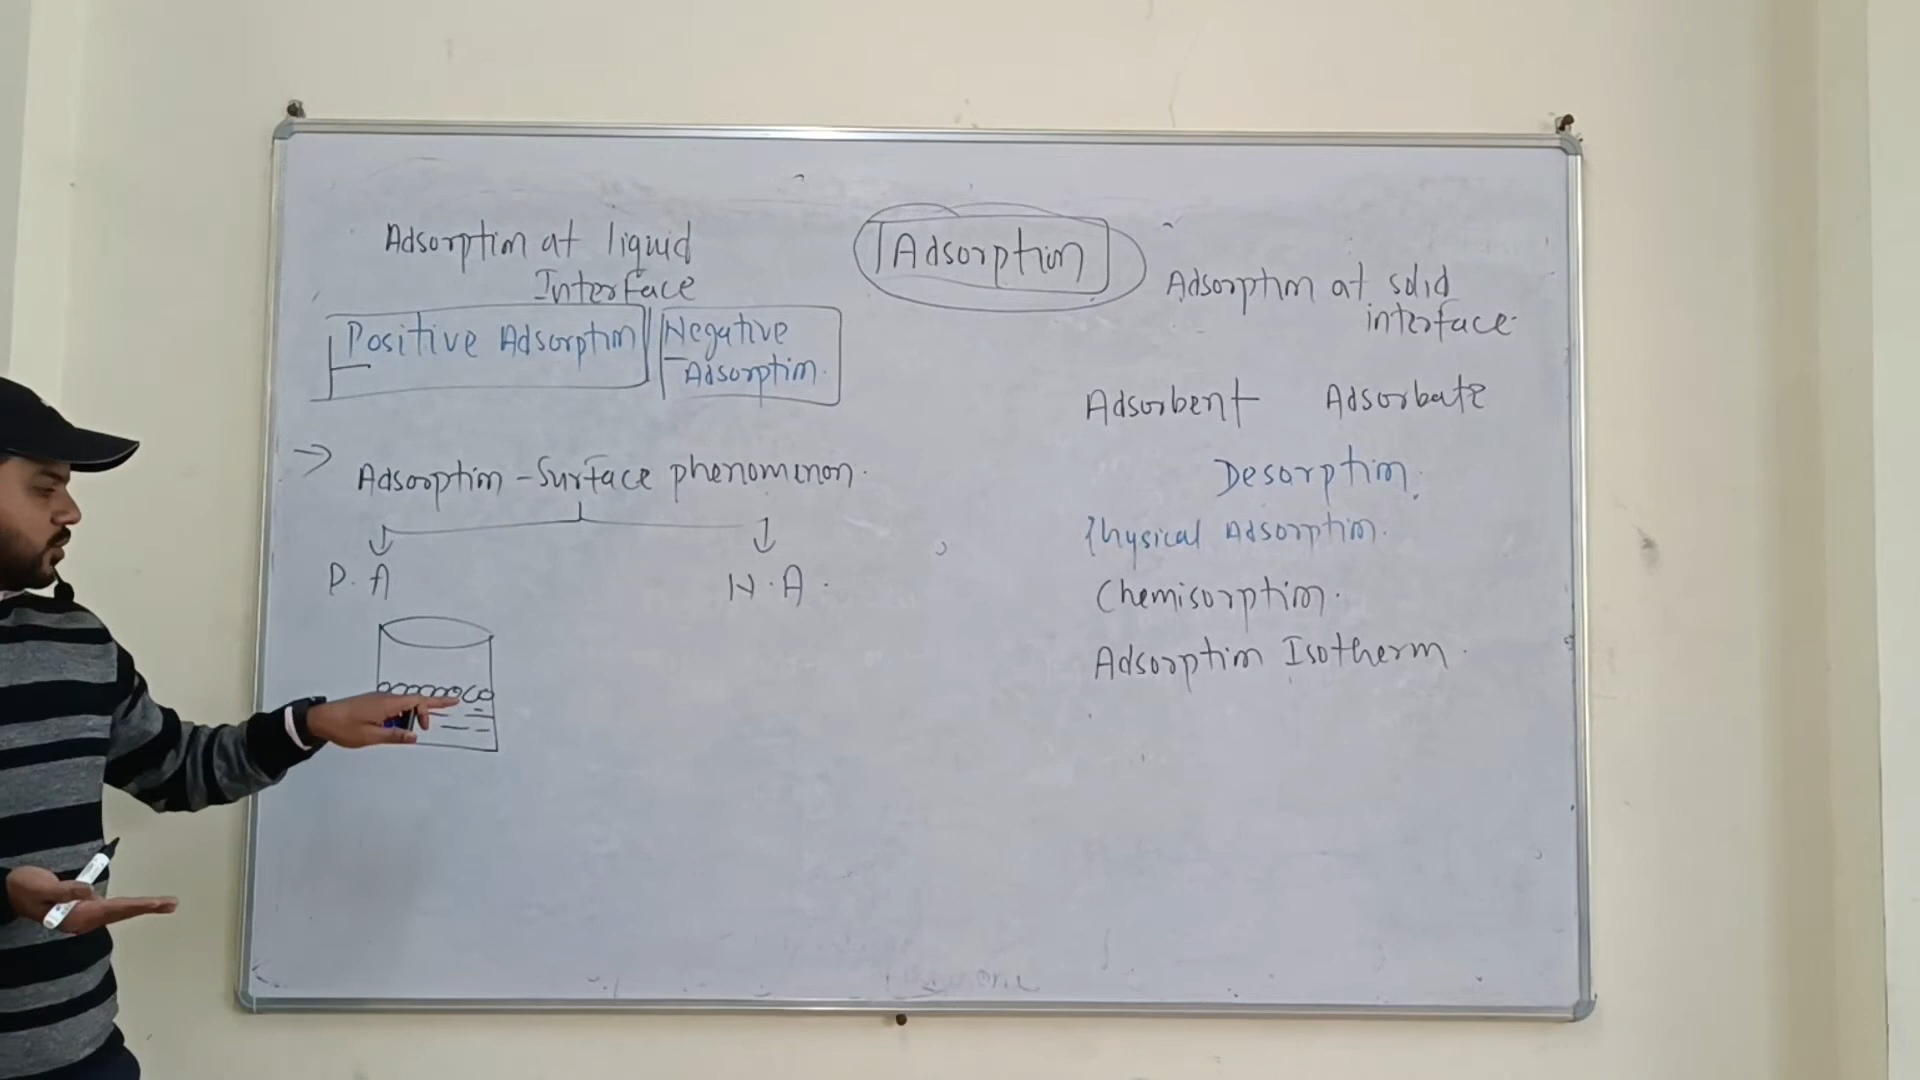 Adsorption at liquid
Interface
Positive Adsorption
Negative
Adsorption.
→ Adsorption - Surface phenomenon.
P. A
N. A.
Adsorption
Adsorption at solid
interface.
Adsorbent Adsorbate
Desorption.
Physical Adsorption.
Chemisorption.
Adsorption Isotherm.